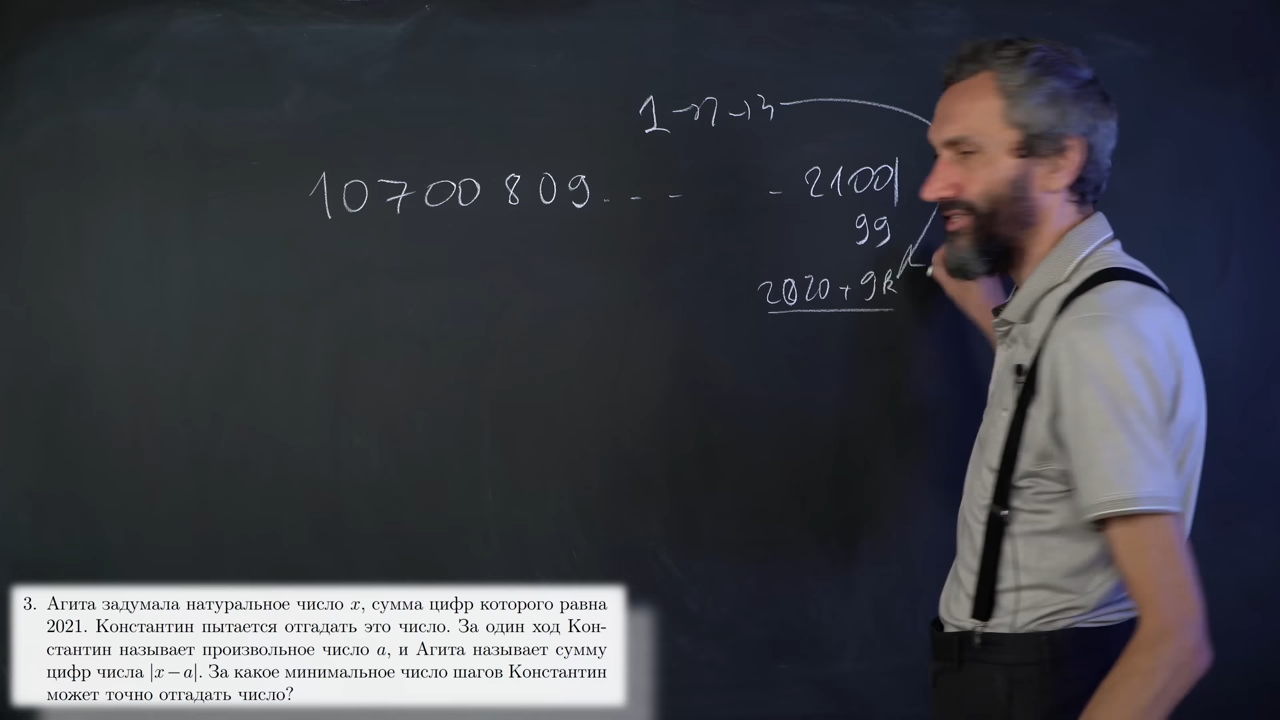 1 - я - 13
10700809... - - 2100
99
2020 + 9k
3. Агита задумала натуральное число x, сумма цифр которого равна
2021. Константин пытается отгадать это число. За один ход Кон-
стантин называет произвольное число a, и Агита называет сумму
цифр числа |x − a|. За какое минимальное число шагов Константин
может точно отгадать число?